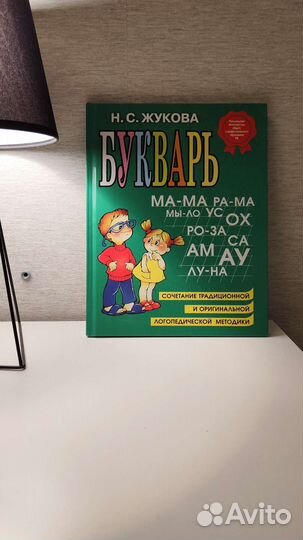 Н. С. ЖУКОВА
БУКВАРЬ
МА-МА РА-МА
МЫ-ЛО УС ОХ
РО-ЗА
АМ СА АУ
ЛУ-НА
СОЧЕТАНИЕ ТРАДИЦИОННОЙ
И ОРИГИНАЛЬНОЙ
ЛОГОПЕДИЧЕСКОЙ МЕТОДИКИ
Avito